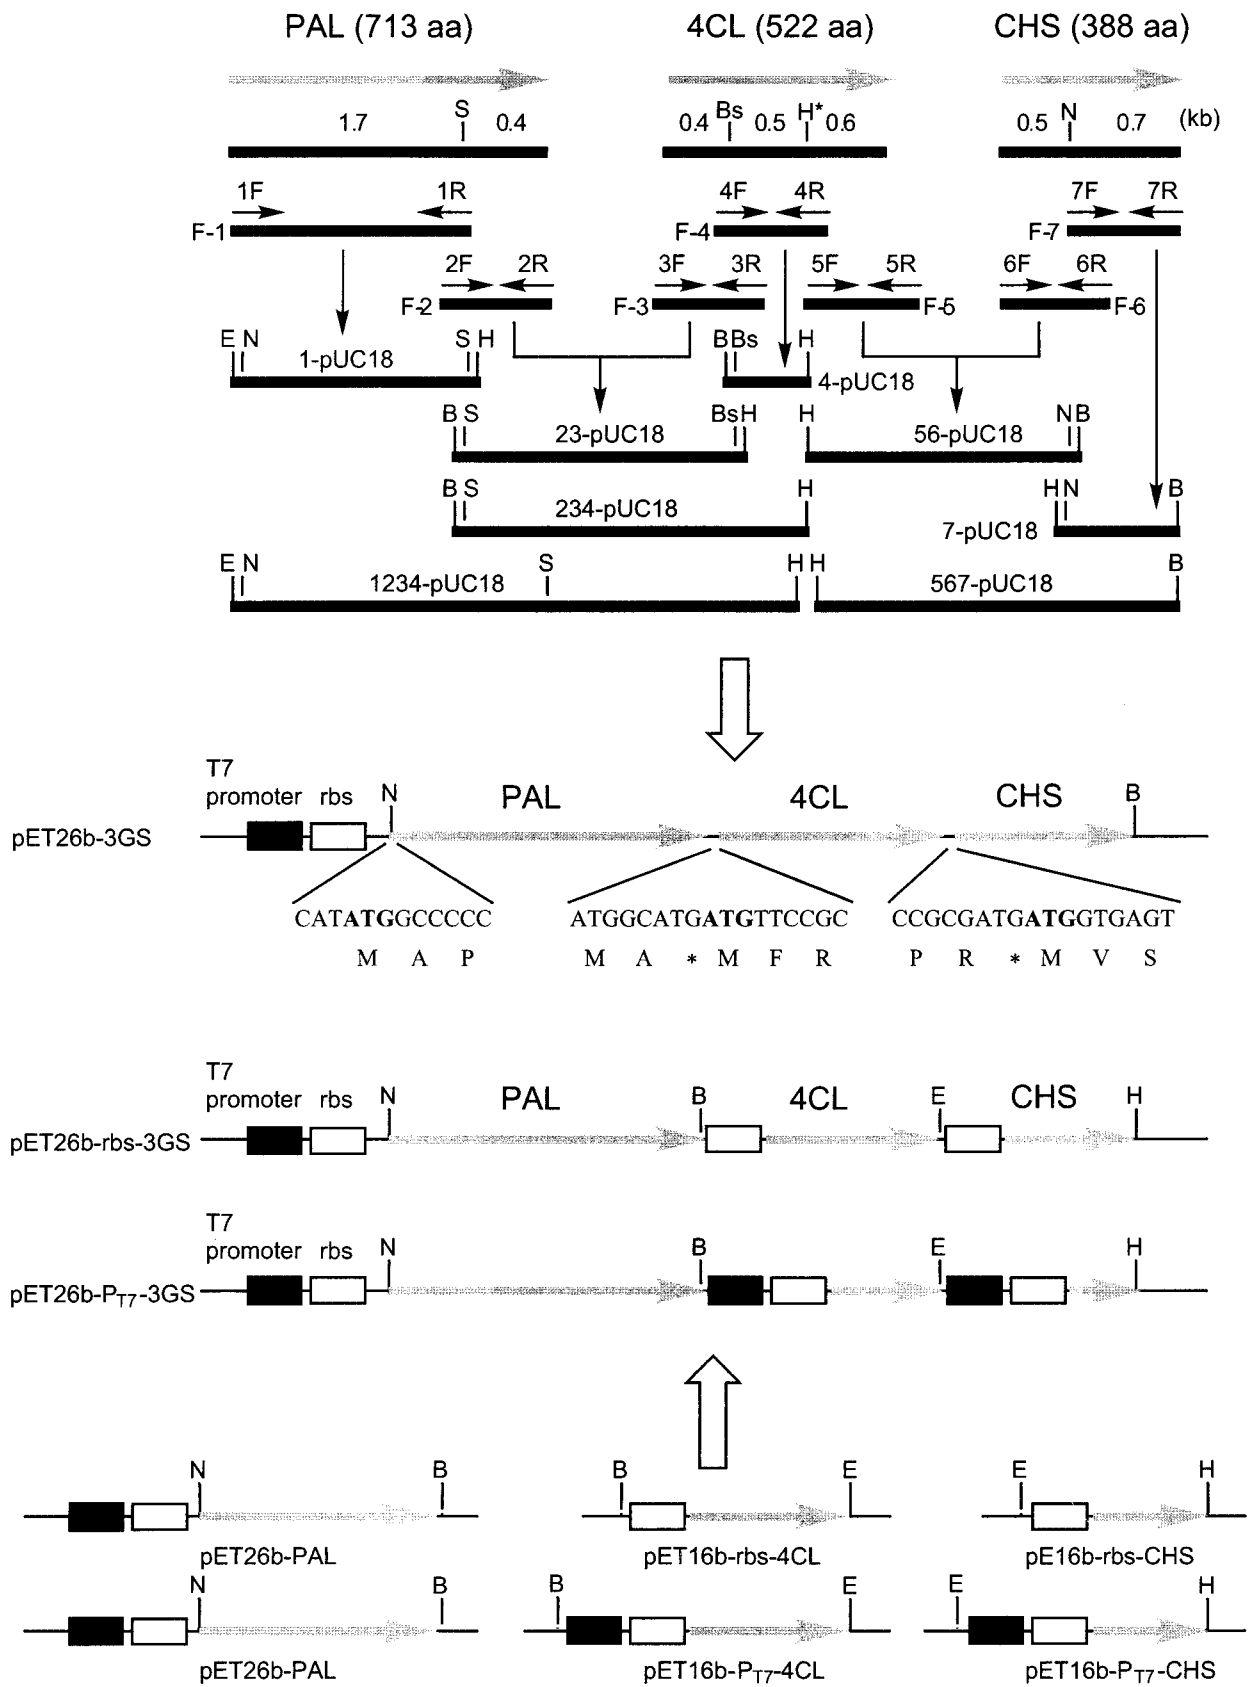 PAL (713 aa) 4CL (522 aa) CHS (388 aa)
1.7 S 0.4 0.4 Bs 0.5 H* 0.6 0.5 N 0.7 (kb)
1F 1R 4F 4R 7F 7R
F-1 F-4 F-7
2F 2R 3F 3R 5F 5R 6F 6R
F-2 F-3 F-5 F-6
E N 1-pUC18 S H B Bs H
4-pUC18
B S 23-pUC18 Bs H H 56-pUC18 N B
B S 234-pUC18 H H N B
7-pUC18
E N 1234-pUC18 S H H 567-pUC18 B
T7
promoter rbs N PAL 4CL CHS B
pET26b-3GS
CATATGGCCCCC ATGGCATGATGTTCCGC CCGCGATGATGGTGAGT
M A P M A * M F R P R * M V S
T7
promoter rbs N PAL B 4CL E CHS H
pET26b-rbs-3GS
T7
promoter rbs N B E H
pET26b-PT7-3GS
N B B E E H
pET26b-PAL pET16b-rbs-4CL pE16b-rbs-CHS
N B B E E H
pET26b-PAL pET16b-PT7-4CL pET16b-PT7-CHS